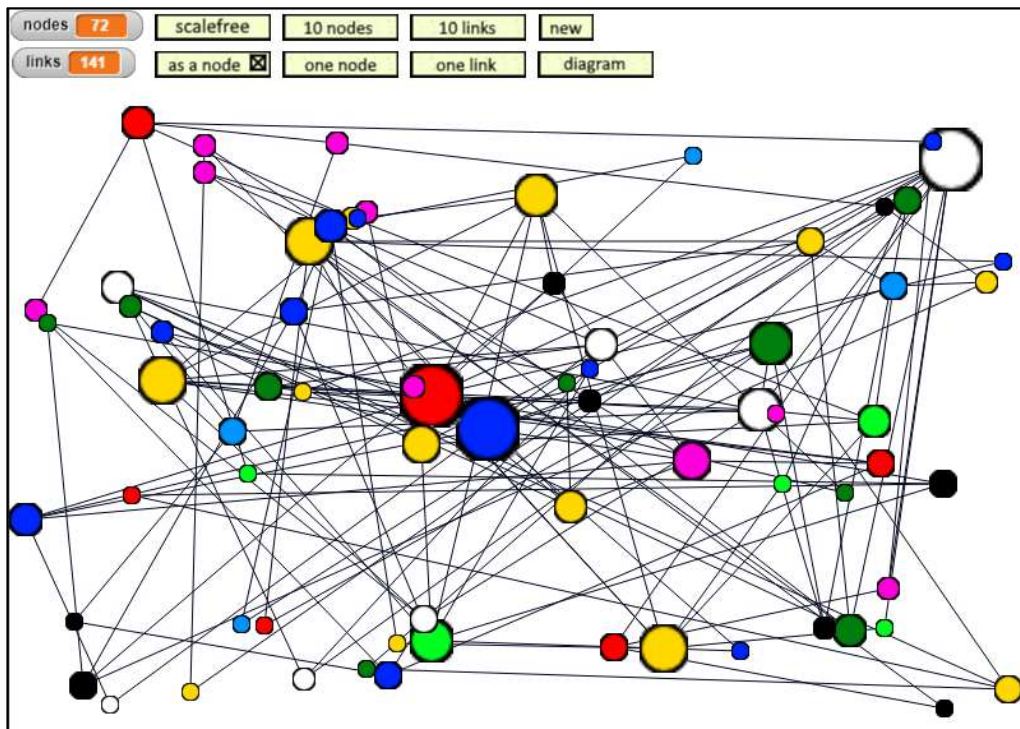 nodes 72 scalefree 10 nodes 10 links new
links 141 as a node one node one link diagram